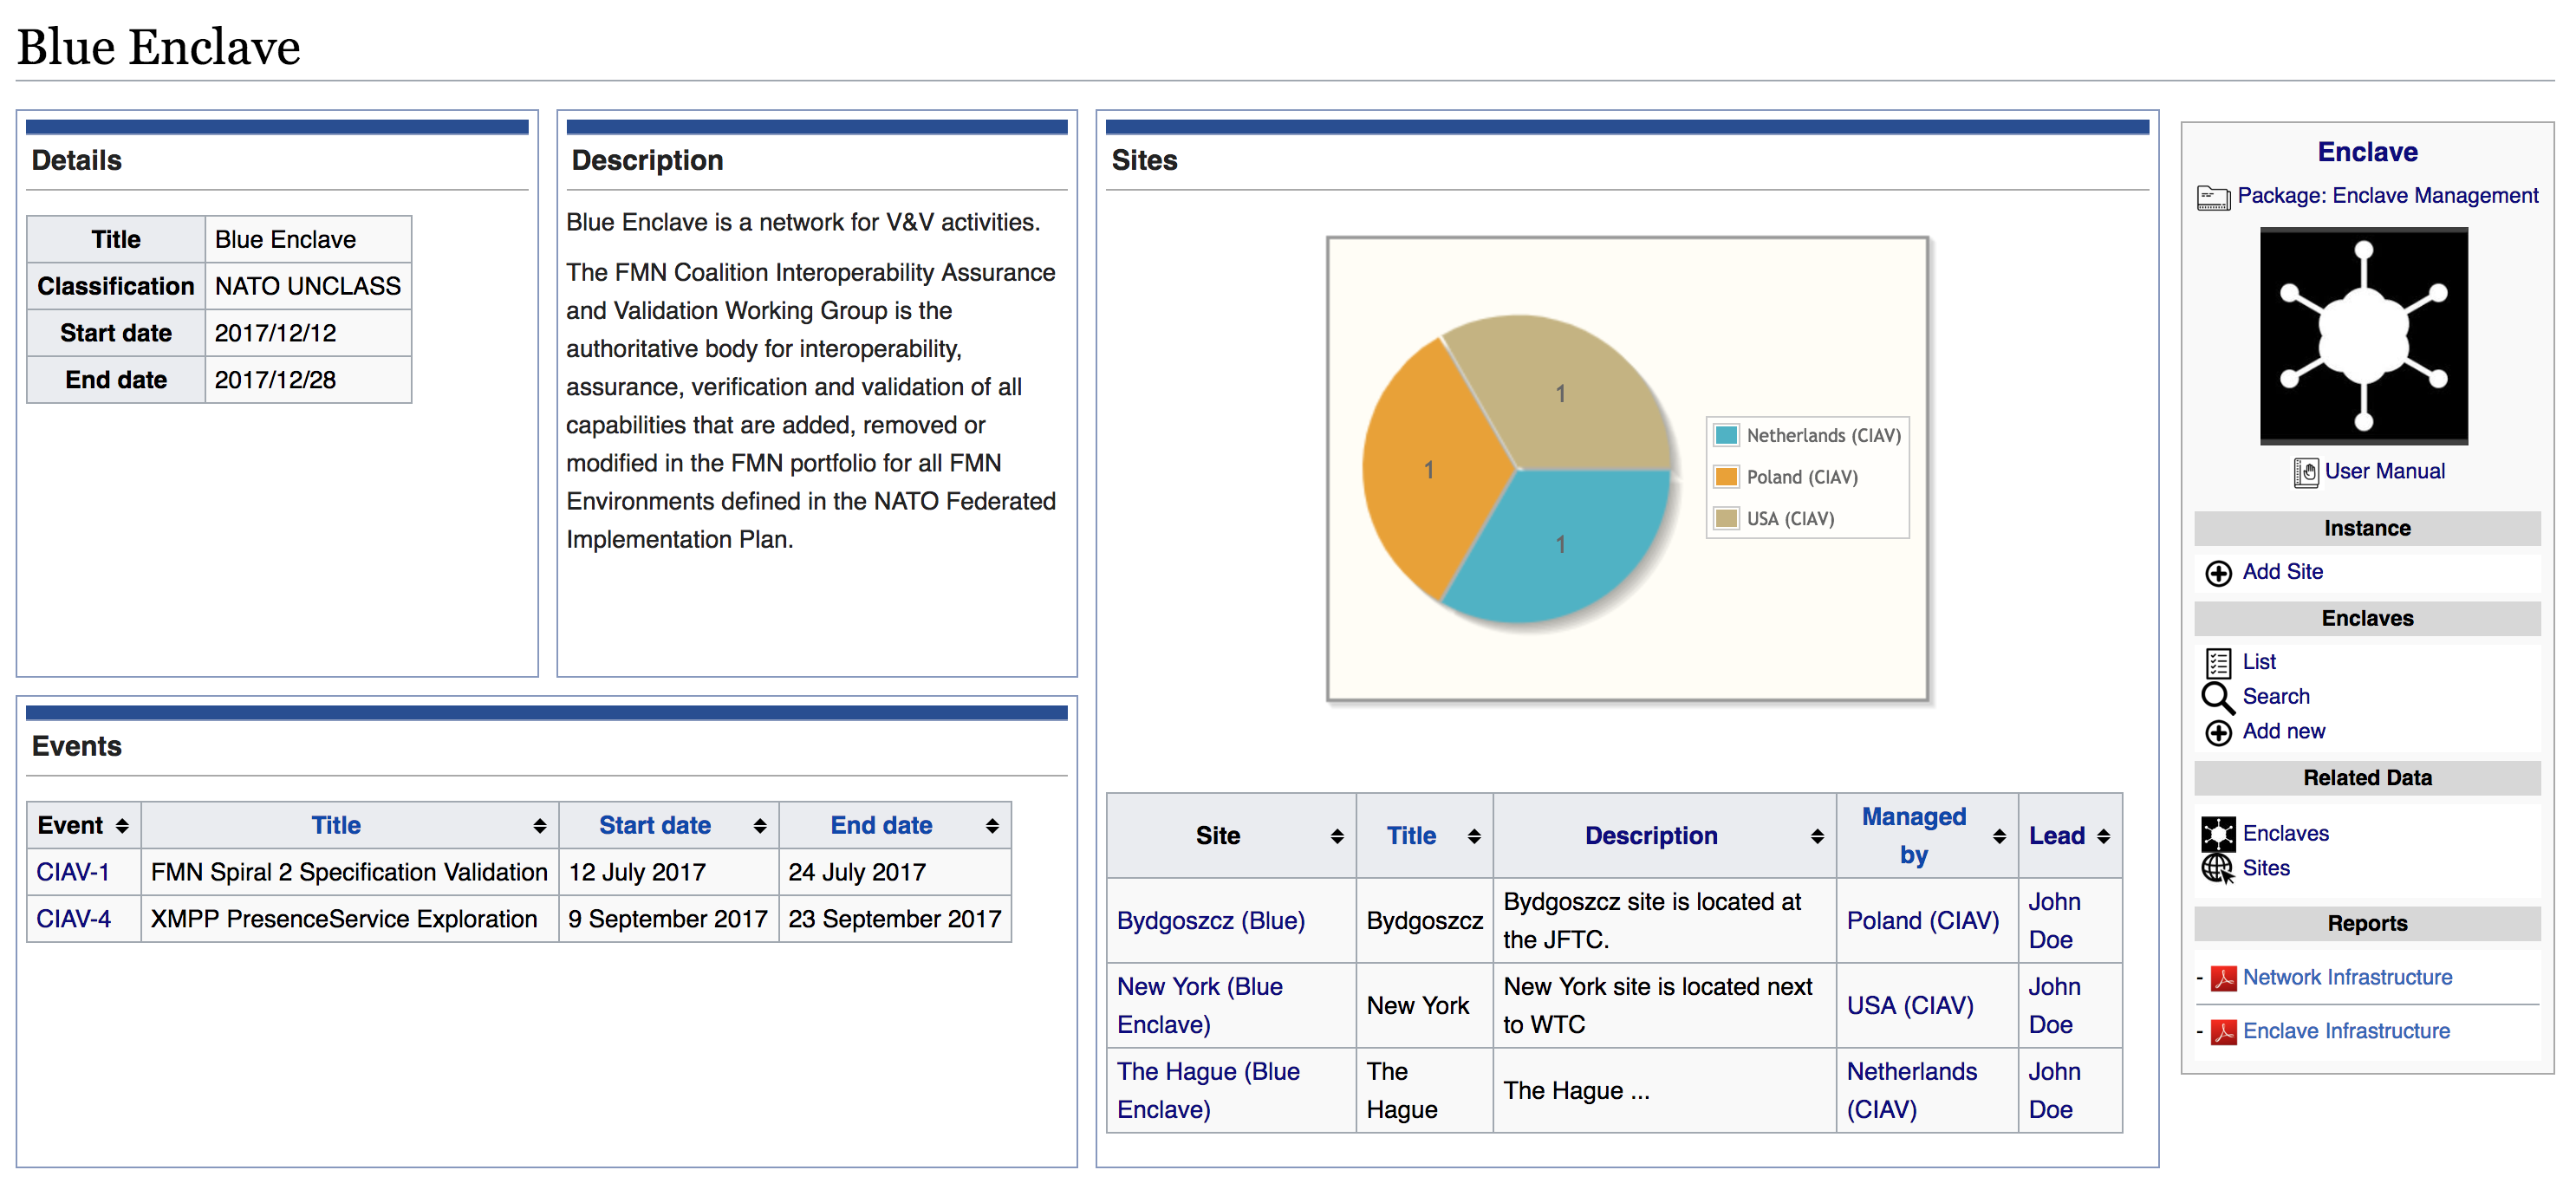 Blue Enclave
Details
Title Blue Enclave
Classification NATO UNCLASS
Start date 2017/12/12
End date 2017/12/28
Description
Blue Enclave is a network for V&V activities.
The FMN Coalition Interoperability Assurance
and Validation Working Group is the
authoritative body for interoperability,
assurance, verification and validation of all
capabilities that are added, removed or
modified in the FMN portfolio for all FMN
Environments defined in the NATO Federated
Implementation Plan.
Events
Event Title Start date End date
CIAV-1 FMN Spiral 2 Specification Validation 12 July 2017 24 July 2017
CIAV-4 XMPP PresenceService Exploration 9 September 2017 23 September 2017
Sites
1
1
1
Netherlands (CIAV)
Poland (CIAV)
USA (CIAV)
Site Title Description Managed by Lead
Bydgoszcz (Blue) Bydgoszcz Bydgoszcz site is located at the JFTC. Poland (CIAV) John Doe
New York (Blue Enclave) New York New York site is located next to WTC USA (CIAV) John Doe
The Hague (Blue Enclave) The Hague The Hague ... Netherlands (CIAV) John Doe
Enclave
Package: Enclave Management
User Manual
Instance
Add Site
Enclaves
List
Search
Add new
Related Data
Enclaves
Sites
Reports
- Network Infrastructure
- Enclave Infrastructure